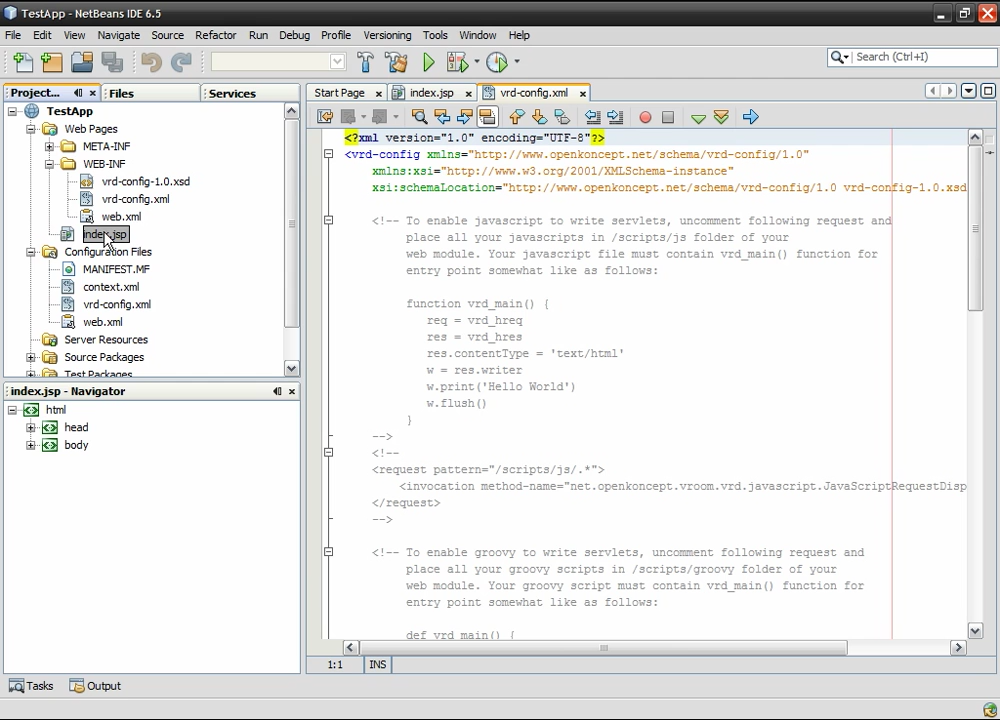 TestApp - NetBeans IDE 6.5
File Edit View Navigate Source Refactor Run Debug Profile Versioning Tools Window Help
Search (Ctrl+I)
Project... Files Services
TestApp
Web Pages
META-INF
WEB-INF
vrd-config-1.0.xsd
vrd-config.xml
web.xml
index.jsp
Configuration Files
MANIFEST.MF
context.xml
vrd-config.xml
web.xml
Server Resources
Source Packages
Test Packages
index.jsp - Navigator
html
head
body
Start Page index.jsp vrd-config.xml
<?xml version="1.0" encoding="UTF-8"?>
<vrd-config xmlns="http://www.openkoncept.net/schema/vrd-config/1.0"
xmlns:xsi="http://www.w3.org/2001/XMLSchema-instance"
xsi:schemaLocation="http://www.openkoncept.net/schema/vrd-config/1.0 vrd-config-1.0.xsd
<!-- To enable javascript to write servlets, uncomment following request and
place all your javascripts in /scripts/js folder of your
web module. Your javascript file must contain vrd_main() function for
entry point somewhat like as follows:
function vrd_main() {
req = vrd_hreq
res = vrd_hres
res.contentType = 'text/html'
w = res.writer
w.print('Hello World')
w.flush()
}
-->
<!--
<request pattern="/scripts/js/.*">
<invocation method-name="net.openkoncept.vroom.vrd.javascript.JavaScriptRequestDisp
</request>
-->
<!-- To enable groovy to write servlets, uncomment following request and
place all your groovy scripts in /scripts/groovy folder of your
web module. Your groovy script must contain vrd_main() function for
entry point somewhat like as follows:
def vrd_main() {
1:1 INS
Tasks Output